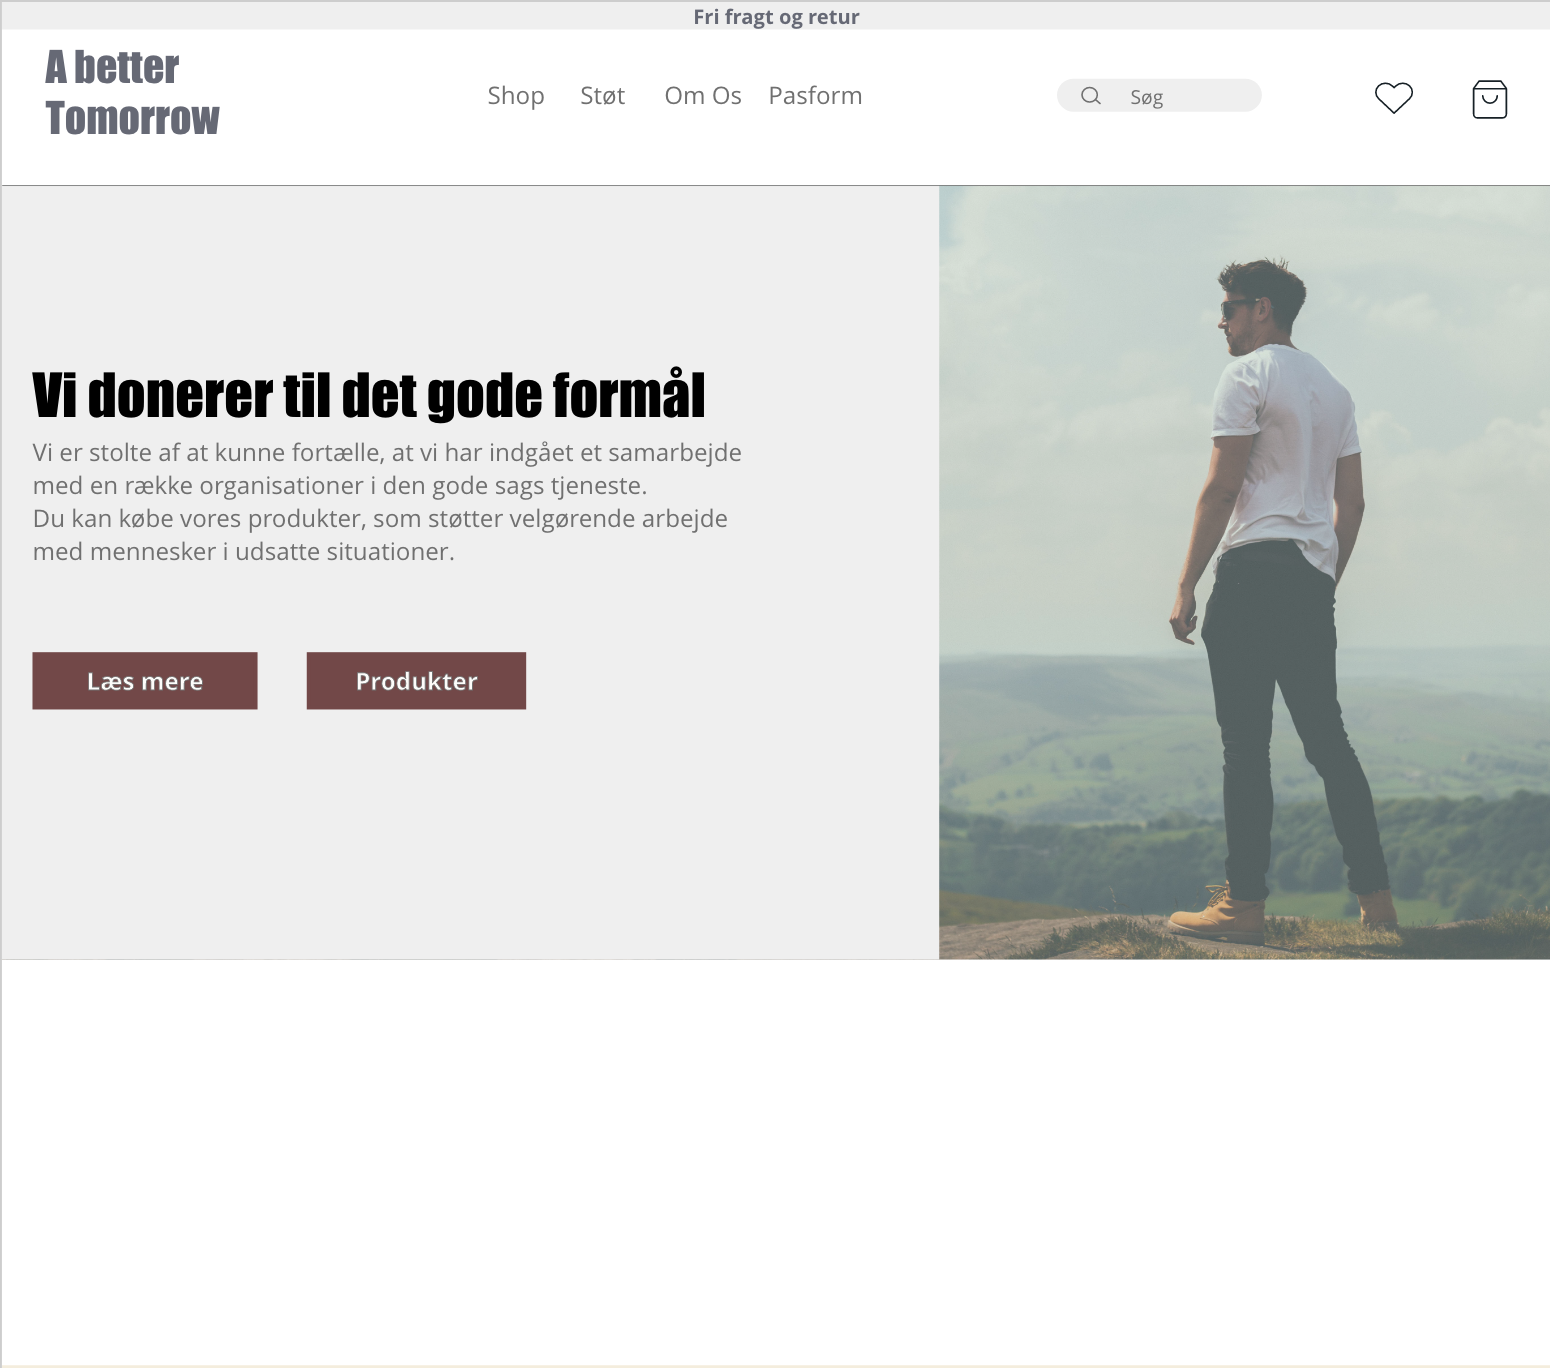 Fri fragt og retur
A better
Tomorrow
Shop Støt Om Os Pasform
Søg
Vi donerer til det gode formål
Vi er stolte af at kunne fortælle, at vi har indgået et samarbejde
med en række organisationer i den gode sags tjeneste.
Du kan købe vores produkter, som støtter velgørende arbejde
med mennesker i udsatte situationer.
Læs mere
Produkter